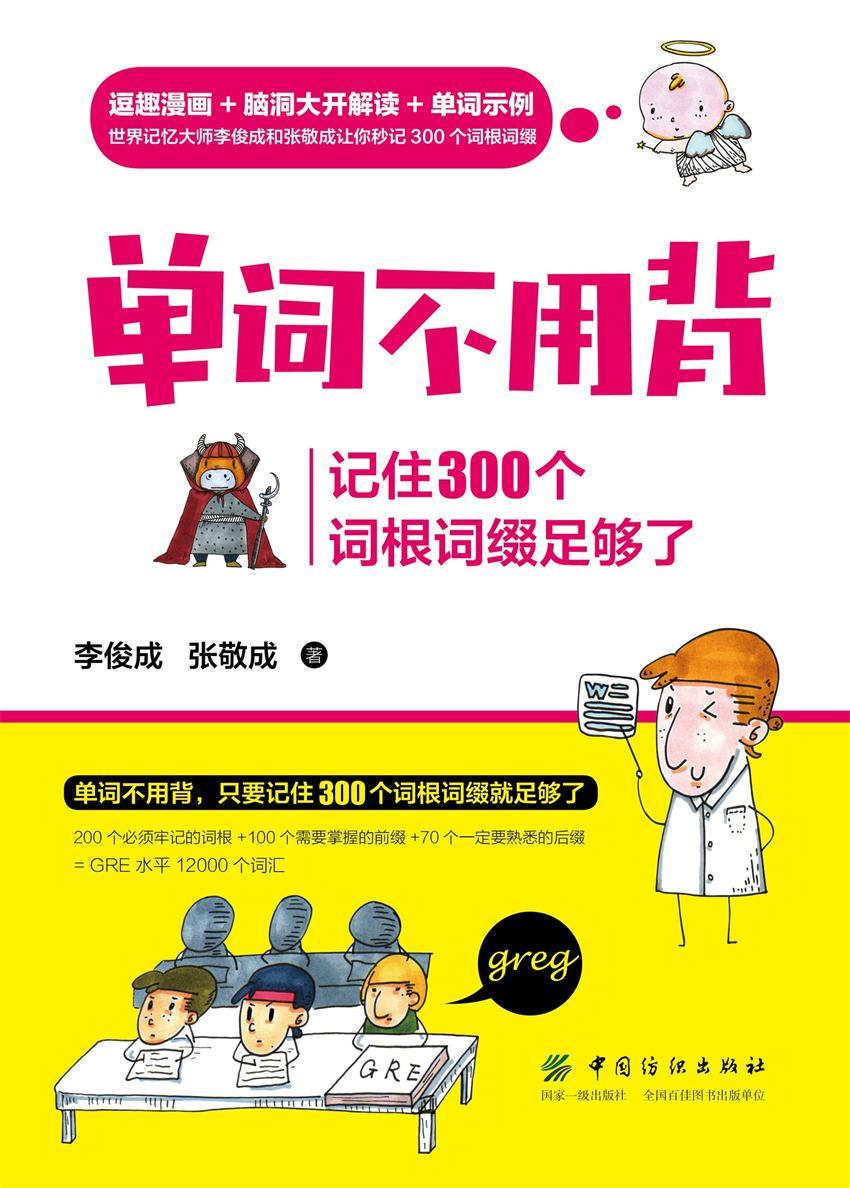 逗趣漫画 + 脑洞大开解读 + 单词示例
世界记忆大师李俊成和张敬成让你秒记 300 个词根词缀
单词不用背
记住300个
词根词缀足够了
李俊成 张敬成 著
W
单词不用背，只要记住 300 个词根词缀就足够了
200 个必须牢记的词根 +100 个需要掌握的前缀 +70 个一定要熟悉的后缀
= GRE 水平 12000 个词汇
greg
GRE
中国纺织出版社
国家一级出版社 全国百佳图书出版单位